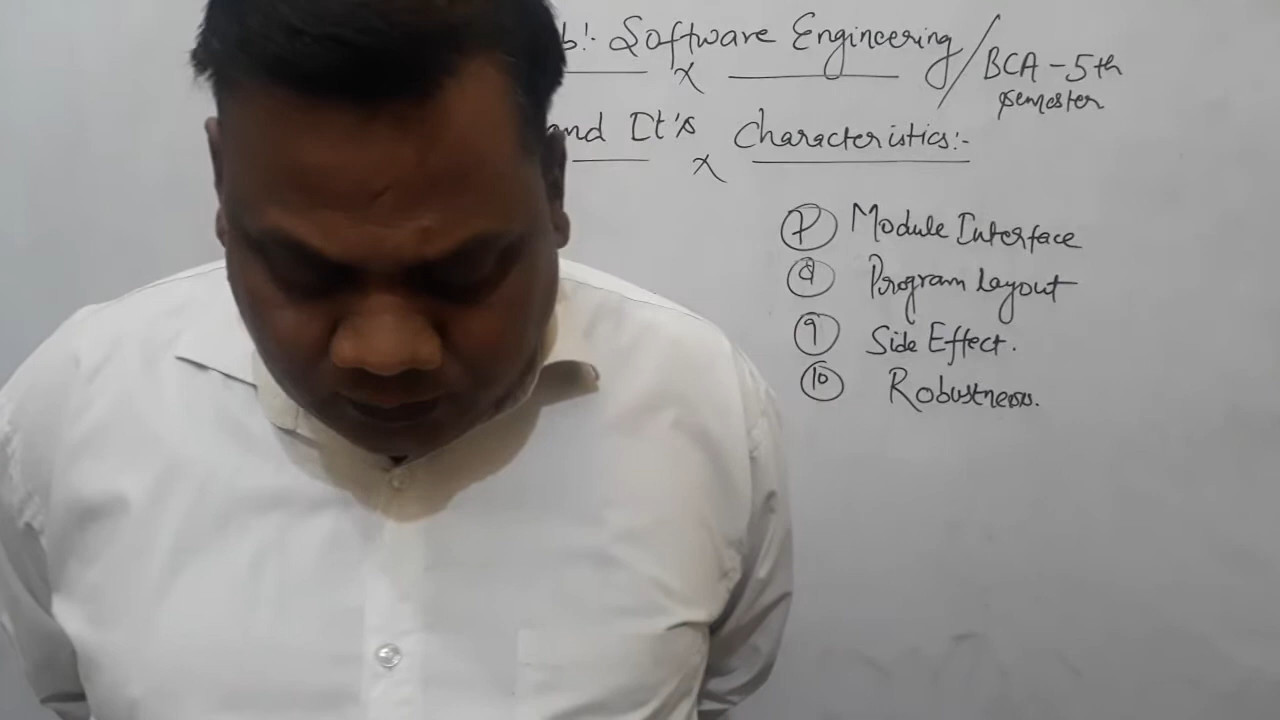 b:- Software Engineering / BCA - 5th
semester
and It's Characteristics:-
7 Module Interface
8 Program layout
9 Side Effect.
10 Robustness.